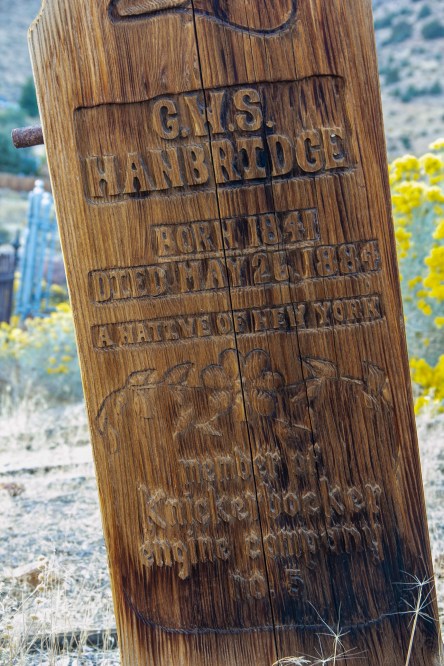 G.W.S.
HANBRIDGE
BORN 1841
DIED MAY 26, 1884
A NATIVE OF NEW YORK
member of
Knickerbocker
engine company
no. 5